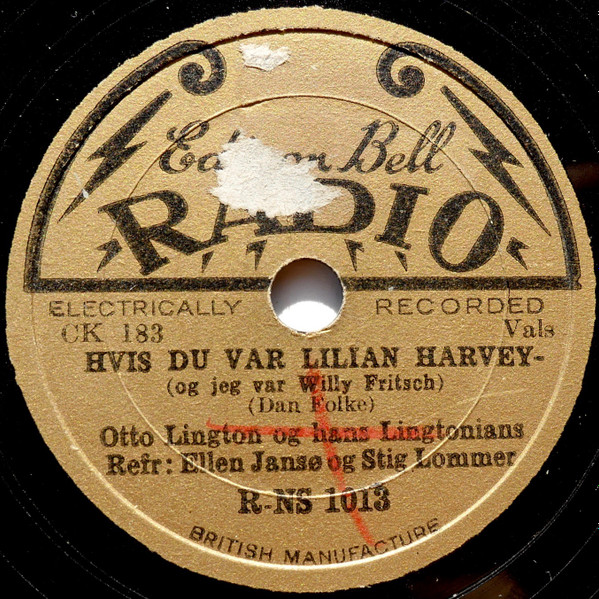 Bell
RADIO
ELECTRICALLY RECORDED
CK 183 Vals
HVIS DU VAR LILIAN HARVEY-
(og jeg var Willy Fritsch)
(Dan Folke)
Otto Lington og hans Lingtonians
Refr: Ellen Jansø og Stig Lommer
R-NS 1013
BRITISH MANUFACTURE